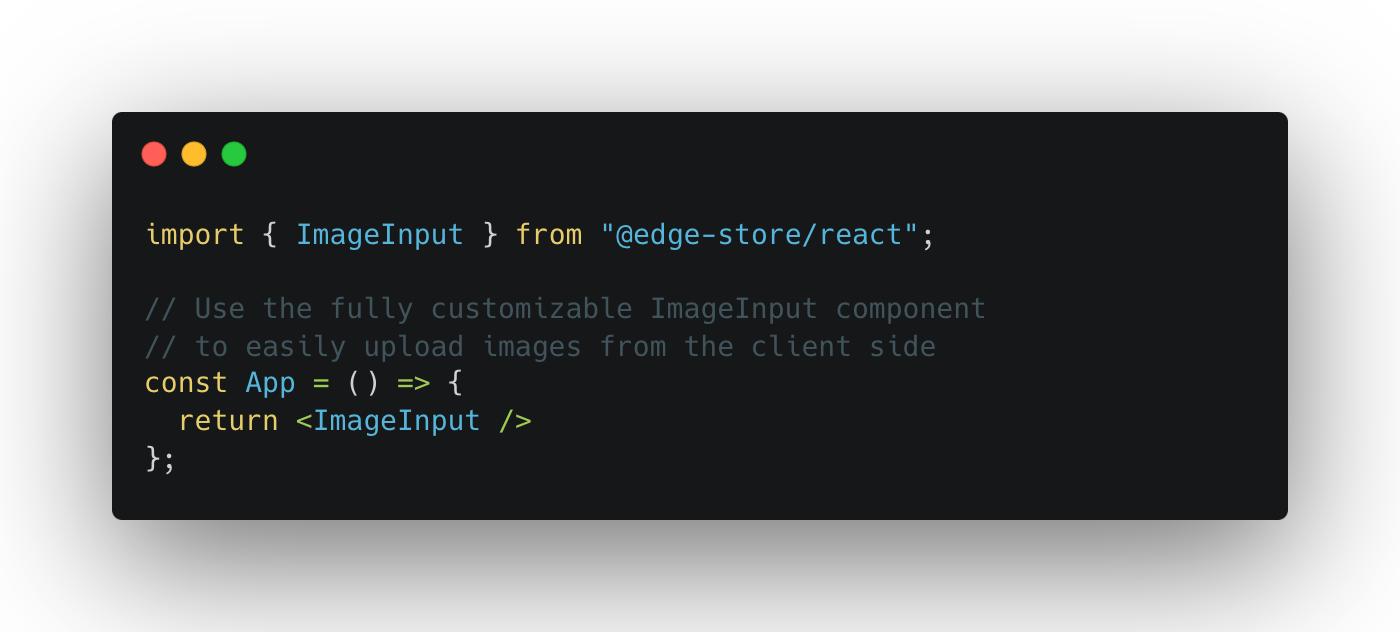 import { ImageInput } from "@edge-store/react";
// Use the fully customizable ImageInput component
// to easily upload images from the client side
const App = () => {
  return <ImageInput />
};